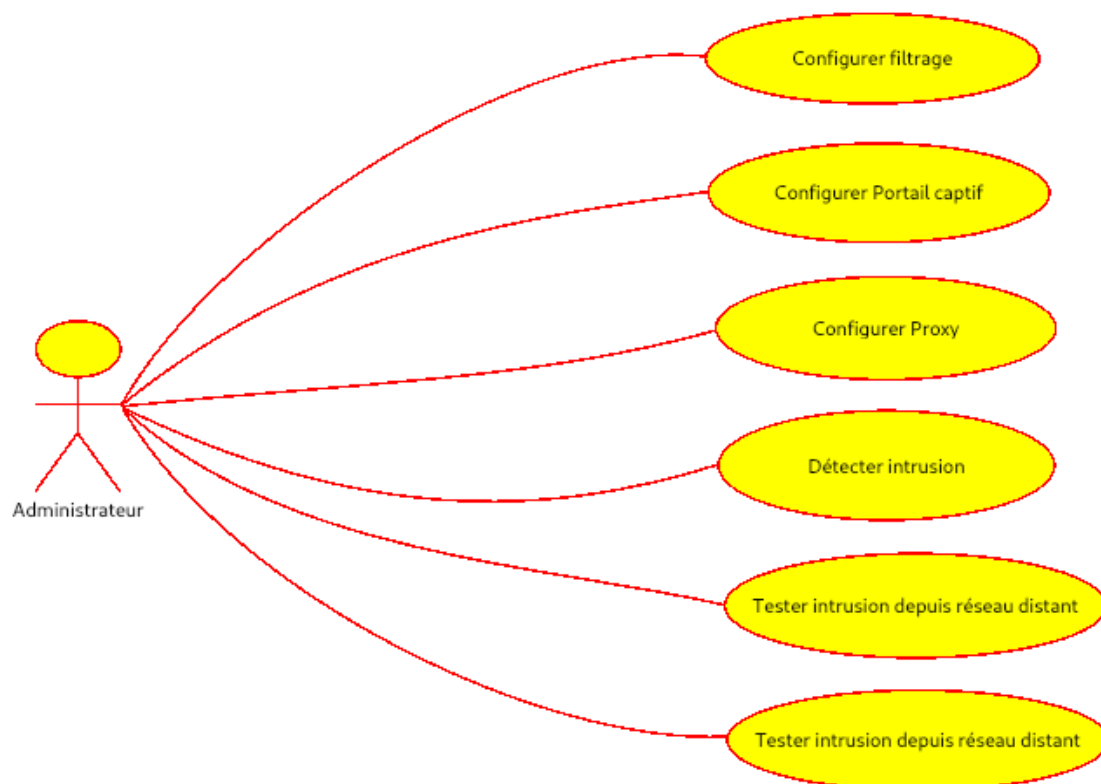 Configurer filtrage
Configurer Portail captif
Configurer Proxy
Détecter intrusion
Administrateur
Tester intrusion depuis réseau distant
Tester intrusion depuis réseau distant